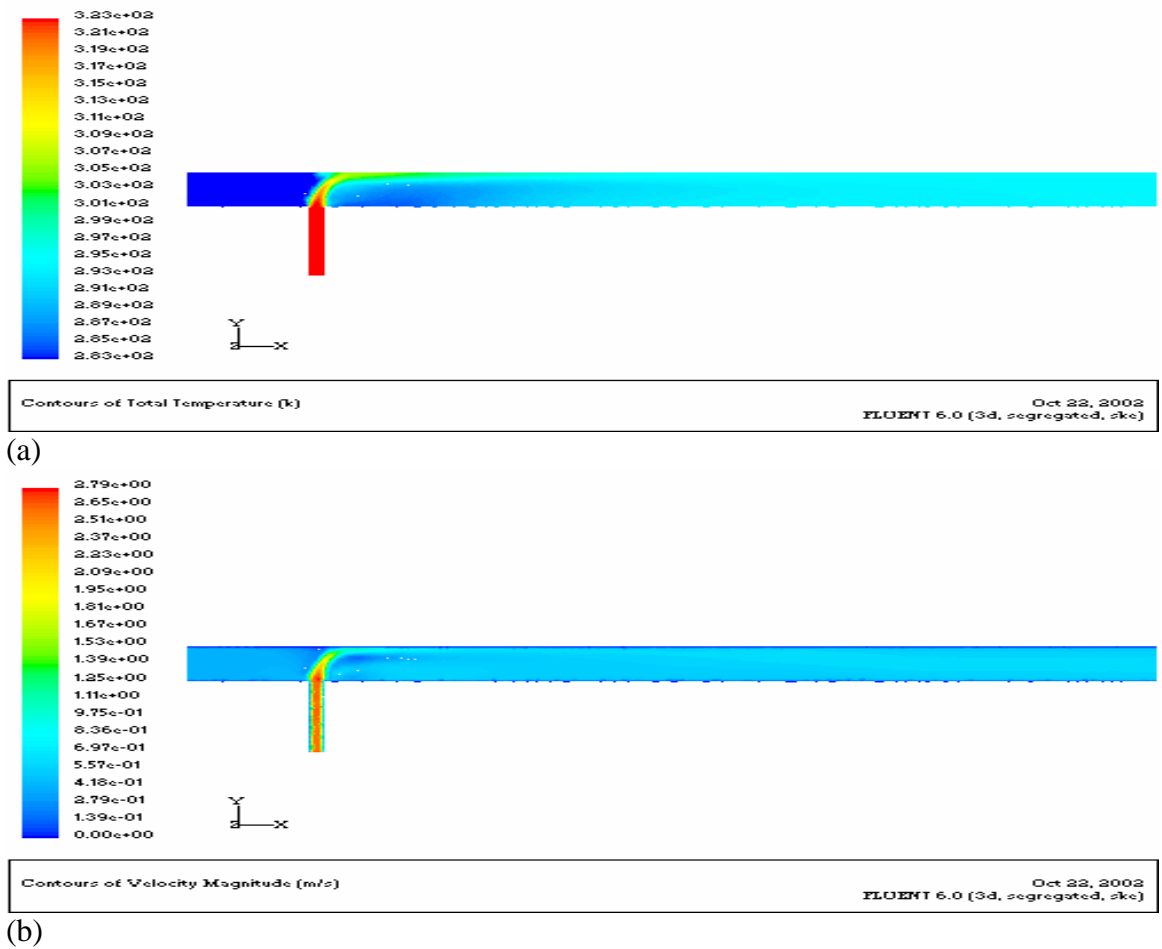 3.23e+02
3.21e+02
3.19e+02
3.17e+02
3.15e+02
3.13e+02
3.11e+02
3.09e+02
3.07e+02
3.05e+02
3.03e+02
3.01e+02
2.99e+02
2.97e+02
2.95e+02
2.93e+02
2.91e+02
2.89e+02
2.87e+02
2.85e+02
2.83e+02
Y
Z X
Contours of Total Temperature (k)
Oct 22, 2002
FLUENT 6.0 (3d, segregated, ske)
(a)
2.79e+00
2.65e+00
2.51e+00
2.37e+00
2.23e+00
2.09e+00
1.95e+00
1.81e+00
1.67e+00
1.53e+00
1.39e+00
1.25e+00
1.11e+00
9.75e-01
8.36e-01
6.97e-01
5.57e-01
4.18e-01
2.79e-01
1.39e-01
0.00e+00
Y
Z X
Contours of Velocity Magnitude (m/s)
Oct 22, 2002
FLUENT 6.0 (3d, segregated, ske)
(b)